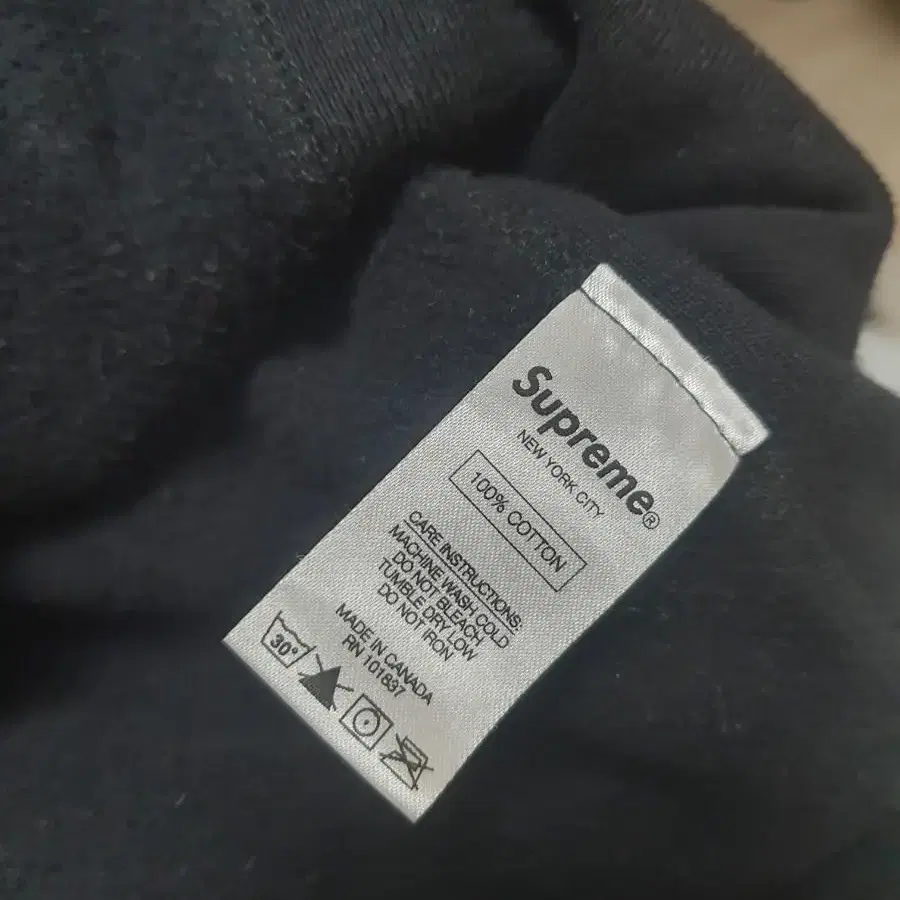 Supreme®
NEW YORK CITY
100% COTTON
CARE INSTRUCTIONS:
MACHINE WASH COLD
DO NOT BLEACH
TUMBLE DRY LOW
DO NOT IRON
MADE IN CANADA
RN 101837
30°